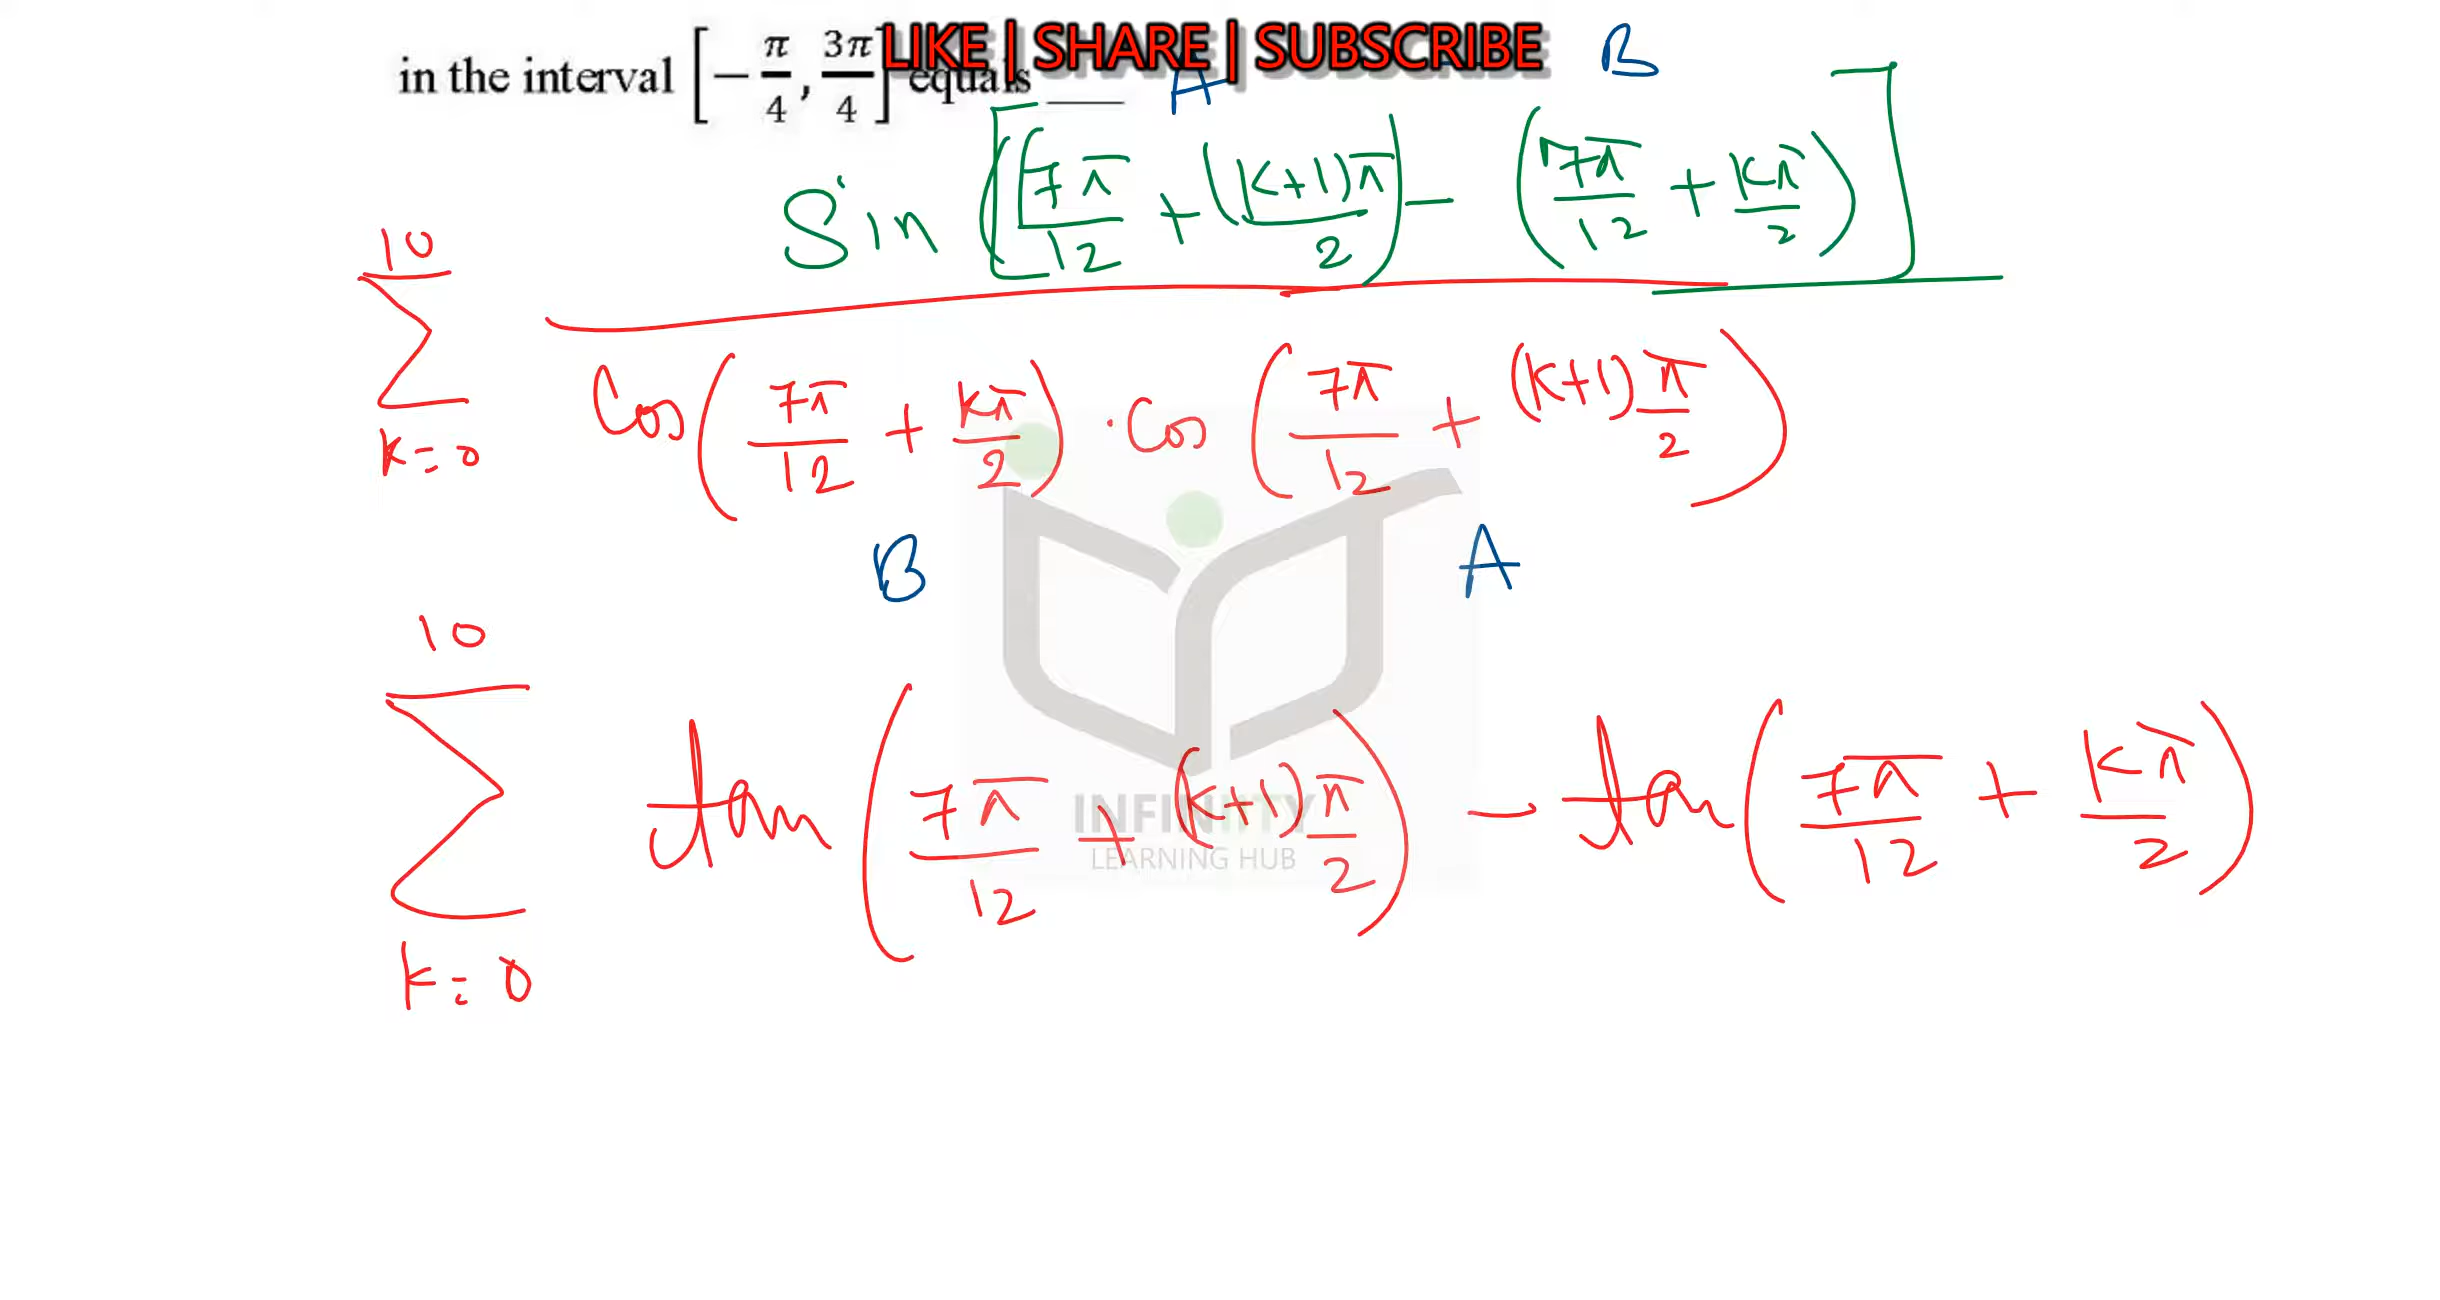 LIKE | SHARE | SUBSCRIBE
in the interval [−π/4, 3π/4] equals ____
A B
Sin [(7π/12 + (k+1)π/2) − (7π/12 + kπ/2)]
10
∑
k=0
Cos(7π/12 + kπ/2) · Cos(7π/12 + (k+1)π/2)
B A
10
∑
k=0
tan(7π/12 + (k+1)π/2) − tan(7π/12 + kπ/2)
INFINITY
LEARNING HUB